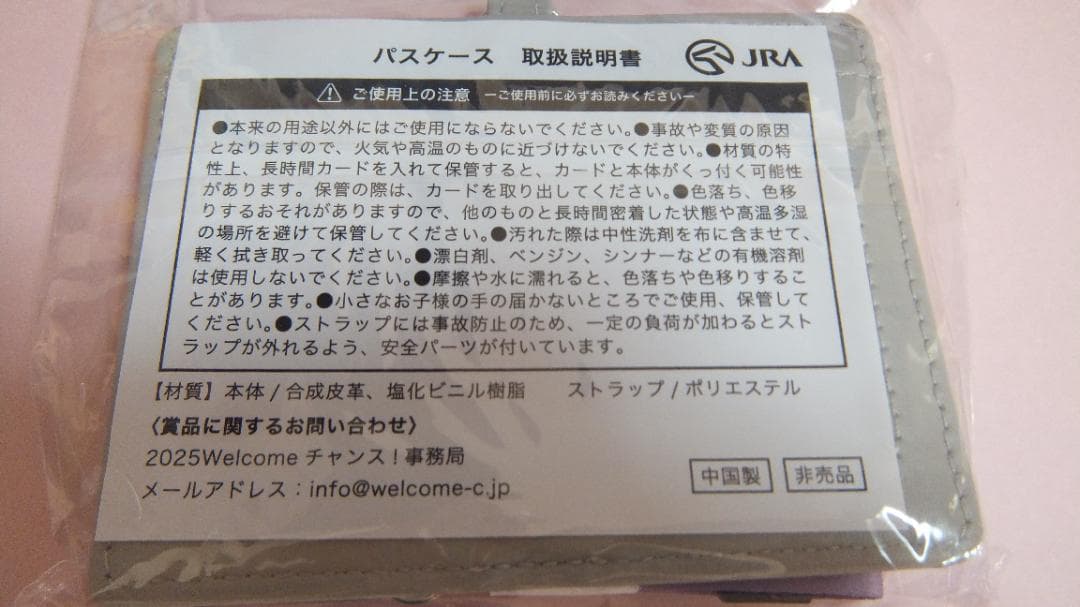 パスケース 取扱説明書 JRA
ご使用上の注意 ーご使用前に必ずお読みくださいー
●本来の用途以外にはご使用にならないでください。●事故や変質の原因
となりますので、火気や高温のものに近づけないでください。●材質の特
性上、長時間カードを入れて保管すると、カードと本体がくっ付く可能性
があります。保管の際は、カードを取り出してください。●色落ち、色移
りするおそれがありますので、他のものと長時間密着した状態や高温多湿
の場所を避けて保管してください。●汚れた際は中性洗剤を布に含ませて、
軽く拭き取ってください。●漂白剤、ベンジン、シンナーなどの有機溶剤
は使用しないでください。●摩擦や水に濡れると、色落ちや色移りするこ
とがあります。●小さなお子様の手の届かないところでご使用、保管して
ください。●ストラップには事故防止のため、一定の負荷が加わるとスト
ラップが外れるよう、安全パーツが付いています。
【材質】本体/合成皮革、塩化ビニル樹脂 ストラップ/ポリエステル
〈賞品に関するお問い合わせ〉
2025Welcomeチャンス!事務局
メールアドレス:info@welcome-c.jp
中国製 非売品